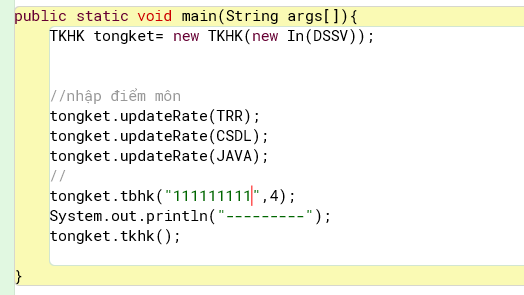 public static void main(String args[]){
TKHK tongket= new TKHK(new In(DSSV));
//nhập điểm môn
tongket.updateRate(TRR);
tongket.updateRate(CSDL);
tongket.updateRate(JAVA);
//
tongket.tbhk("111111111",4);
System.out.println("---------");
tongket.tkhk();
}